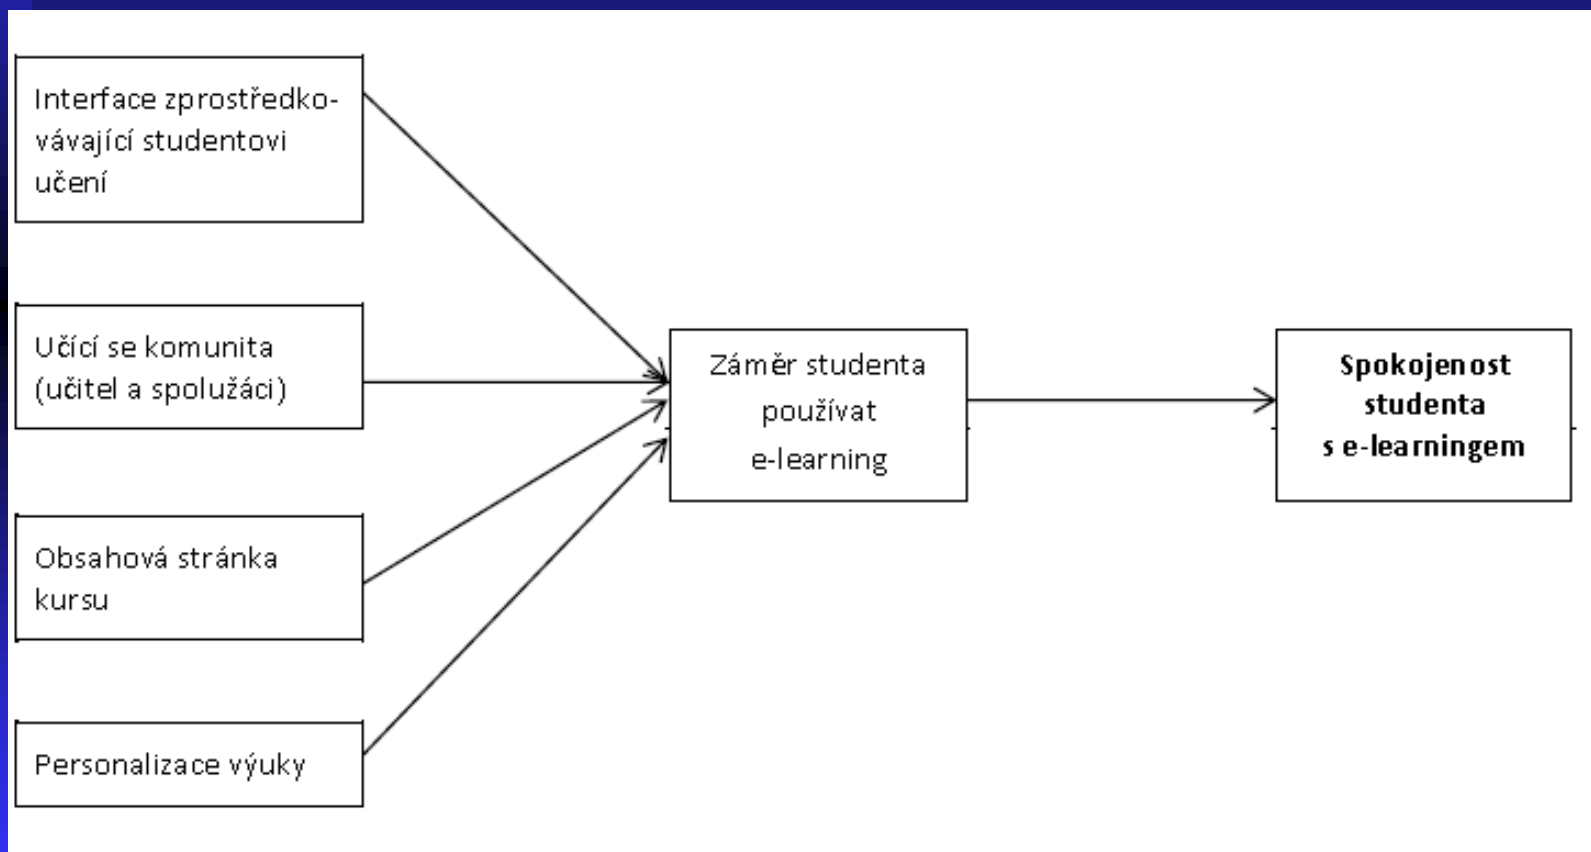 Interface zprostředko-
vávající studentovi
učení
Učící se komunita
(učitel a spolužáci)
Obsahová stránka
kursu
Personalizace výuky
Záměr studenta
používat
e-learning
Spokojenost
studenta
s e-learningem